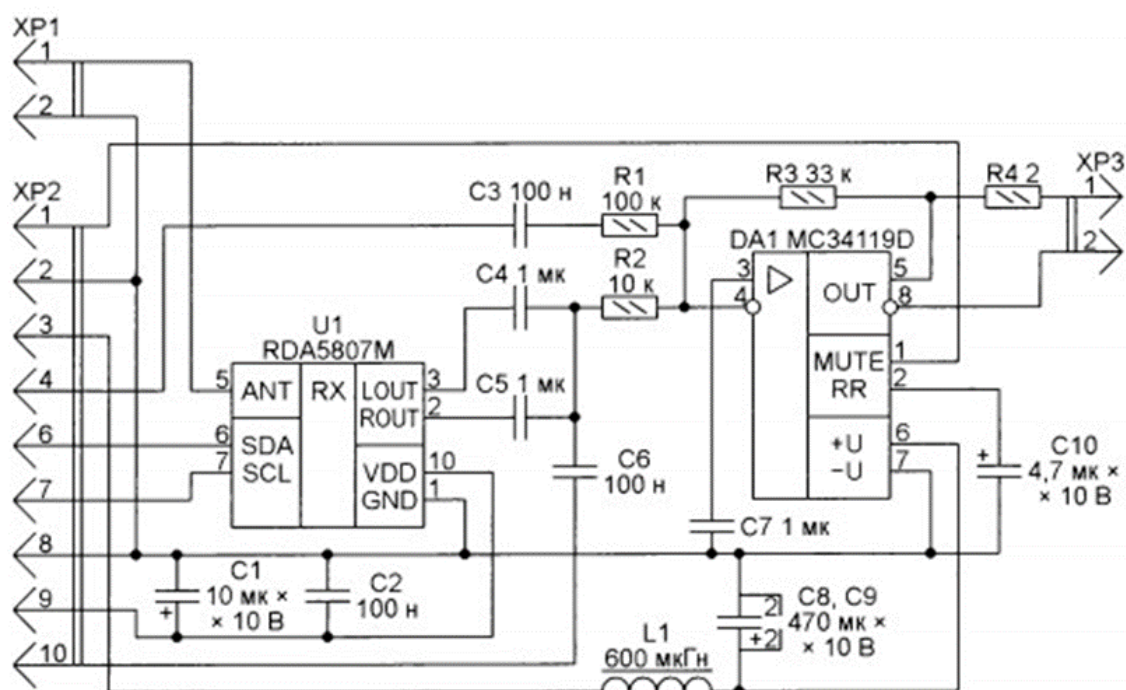 XP1
1
2
XP2
1
2
3
4
6
7
8
9
10
C3 100 н
R1
100 к
C4 1 мк
R2
10 к
C5 1 мк
C6
100 н
U1
RDA5807M
5 ANT RX LOUT 3
ROUT 2
6 SDA
7 SCL VDD 10
GND 1
C1
10 мк ×
× 10 В
+
C2
100 н
R3 33 к
R4 2
XP3
1
2
DA1 MC34119D
3
4
OUT 5
8
MUTE 1
RR 2
+U 6
−U 7
C7 1 мк
+
C10
4,7 мк ×
× 10 В
C8, C9
2 470 мк ×
+2 × 10 В
L1
600 мкГн